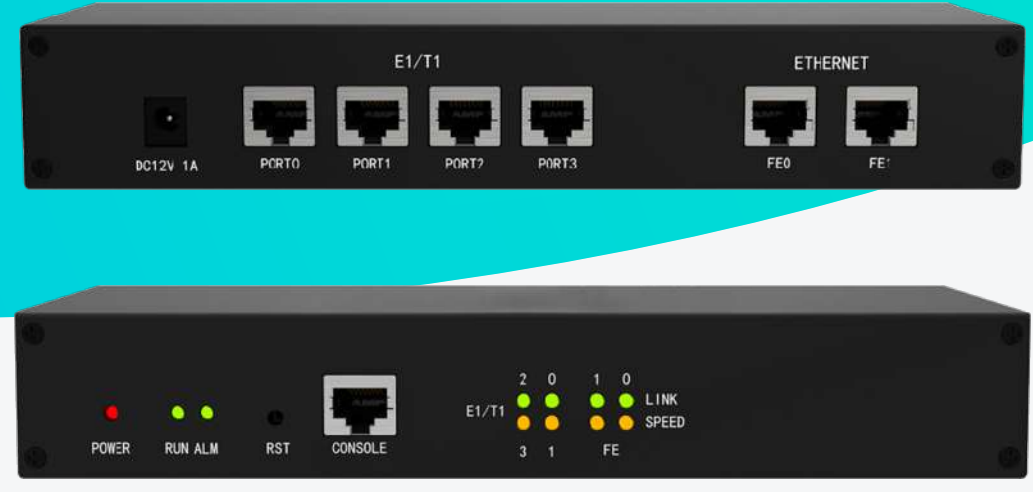 E1/T1
ETHERNET
DC12V 1A
PORT0
PORT1
PORT2
PORT3
FE0
FE1
2 0 1 0
E1/T1
LINK
SPEED
3 1 FE
POWER
RUN ALM
RST
CONSOLE